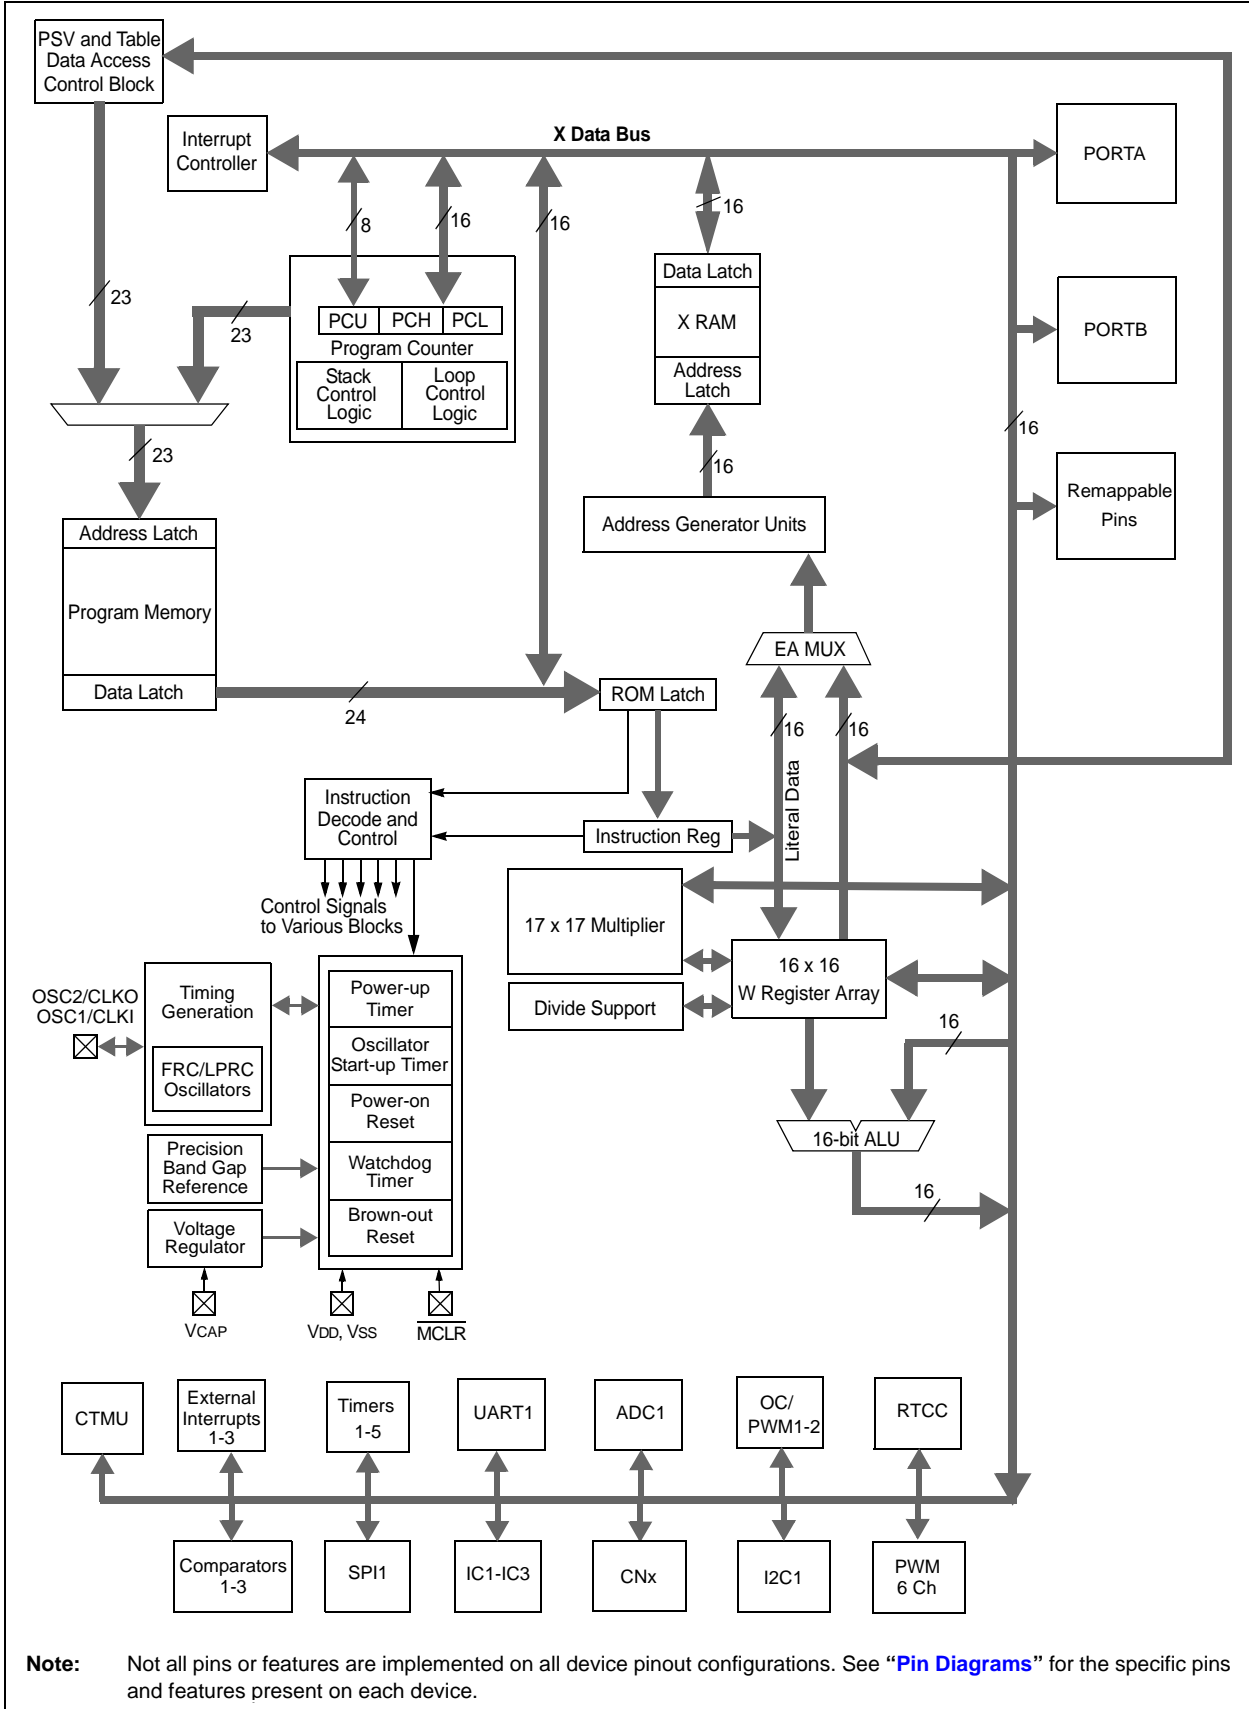 PSV and Table
Data Access
Control Block
Interrupt
Controller
X Data Bus
PORTA
8
16
16
16
Data Latch
X RAM
Address
Latch
PORTB
23
23
PCU
PCH
PCL
Program Counter
Stack
Control
Logic
Loop
Control
Logic
16
23
16
Remappable
Pins
Address Generator Units
Address Latch
Program Memory
Data Latch
EA MUX
24
ROM Latch
16
16
Literal Data
Instruction
Decode and
Control
Instruction Reg
Control Signals
to Various Blocks
17 x 17 Multiplier
16 x 16
W Register Array
Divide Support
OSC2/CLKO
OSC1/CLKI
Timing
Generation
FRC/LPRC
Oscillators
Power-up
Timer
Oscillator
Start-up Timer
Power-on
Reset
Watchdog
Timer
Brown-out
Reset
16
16-bit ALU
16
Precision
Band Gap
Reference
Voltage
Regulator
VCAP
VDD, VSS
MCLR
CTMU
External
Interrupts
1-3
Timers
1-5
UART1
ADC1
OC/
PWM1-2
RTCC
Comparators
1-3
SPI1
IC1-IC3
CNx
I2C1
PWM
6 Ch
Note: Not all pins or features are implemented on all device pinout configurations. See “Pin Diagrams” for the specific pins
and features present on each device.